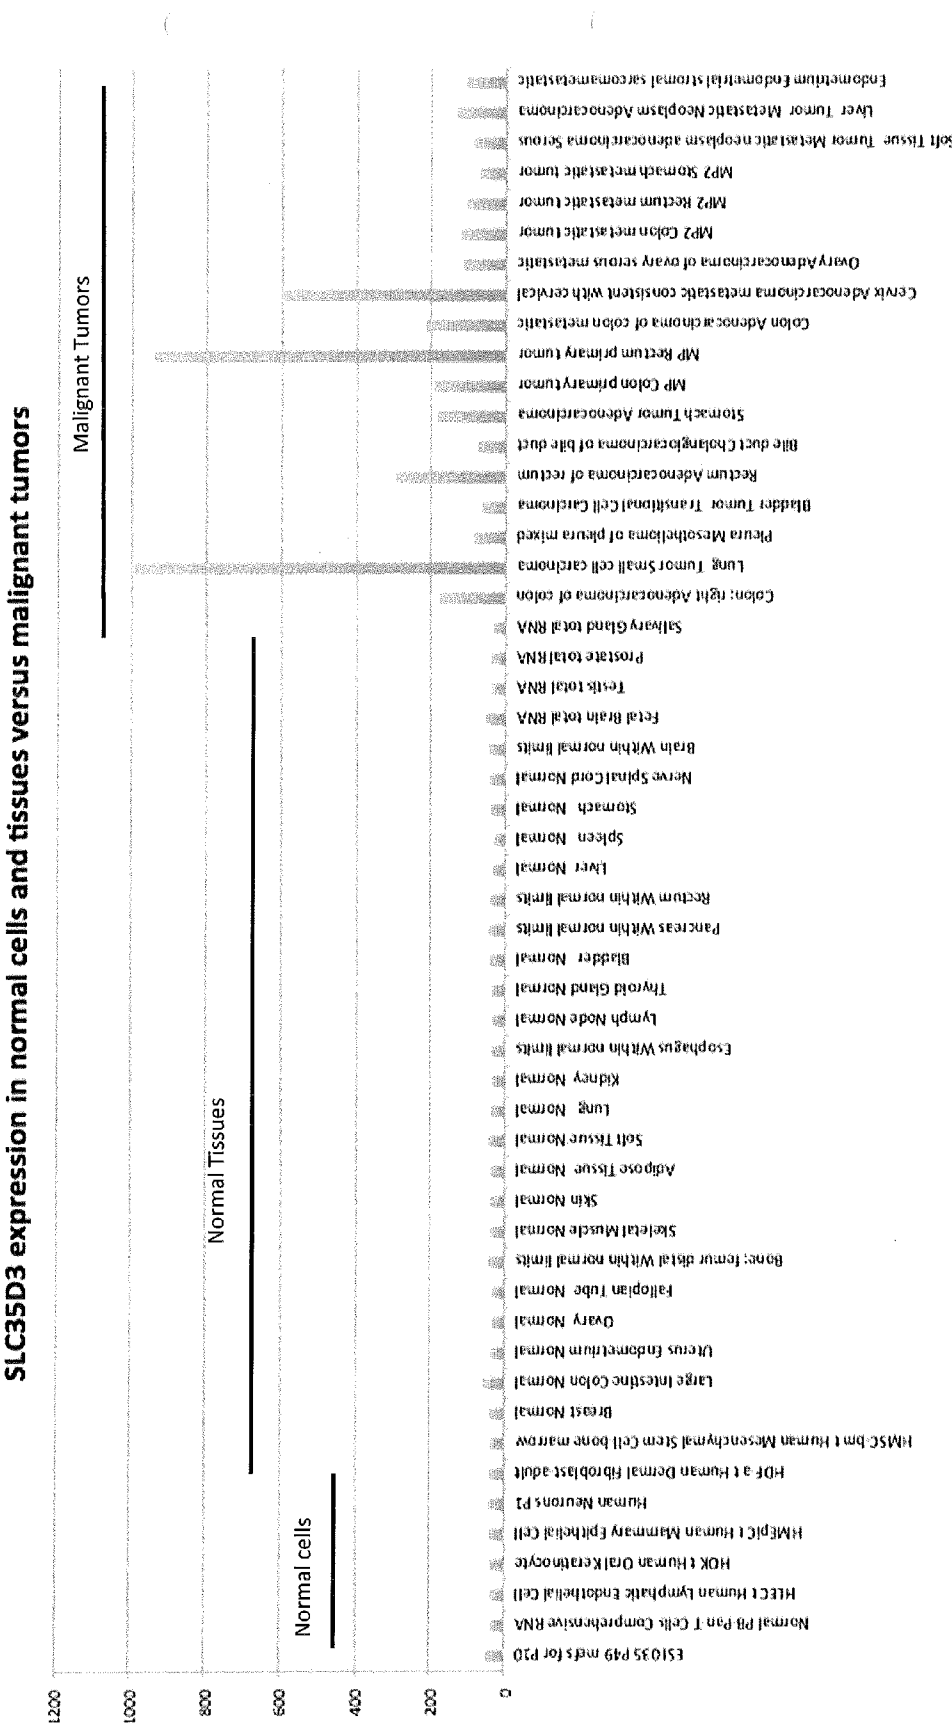 SLC35D3 expression in normal cells and tissues versus malignant tumors
1200
1000
800
600
400
200
0
Normal cells
Normal Tissues
Malignant Tumors
ESI035 P49 mefs for P10
Normal PB-Pan T Cells Comprehensive RNA
HLEC t Human Lymphatic Endothelial Cell
HOK t Human Oral Keratinocyte
HMEpiC t Human Mammary Epithelial Cell
Human Neurons P1
HDF-a t Human Dermal Fibroblast adult
HMSC-bm t Human Mesenchymal Stem Cell bone marrow
Breast Normal
Large Intestine Colon Normal
Uterus Endometrium Normal
Ovary Normal
Fallopian Tube Normal
Bone; femur distal Within normal limits
Skeletal Muscle Normal
Skin Normal
Adipose Tissue Normal
Soft Tissue Normal
Lung Normal
Kidney Normal
Esophagus Within normal limits
Lymph Node Normal
Thyroid Gland Normal
Bladder Normal
Pancreas Within normal limits
Rectum Within normal limits
Liver Normal
Spleen Normal
Stomach Normal
Nerve Spinal Cord Normal
Brain Within normal limits
Fetal Brain total RNA
Testis total RNA
Prostate total RNA
Salivary Gland total RNA
Colon; right Adenocarcinoma of colon
Lung Tumor Small cell carcinoma
Pleura Mesothelioma of pleura mixed
Bladder Tumor Transitional Cell Carcinoma
Rectum Adenocarcinoma of rectum
Bile duct Cholangiocarcinoma of bile duct
Stomach Tumor Adenocarcinoma
MP Colon primary tumor
MP Rectum primary tumor
Colon Adenocarcinoma of colon metastatic
Cervix Adenocarcinoma metastatic consistent with cervical
Ovary Adenocarcinoma of ovary serous metastatic
MP2 Colon metastatic tumor
MP2 Rectum metastatic tumor
MP2 Stomach metastatic tumor
Soft Tissue Tumor Metastatic neoplasm adenocarcinoma Serous
Liver Tumor Metastatic Neoplasm Adenocarcinoma
Endometrium Endometrial stromal sarcoma metastatic